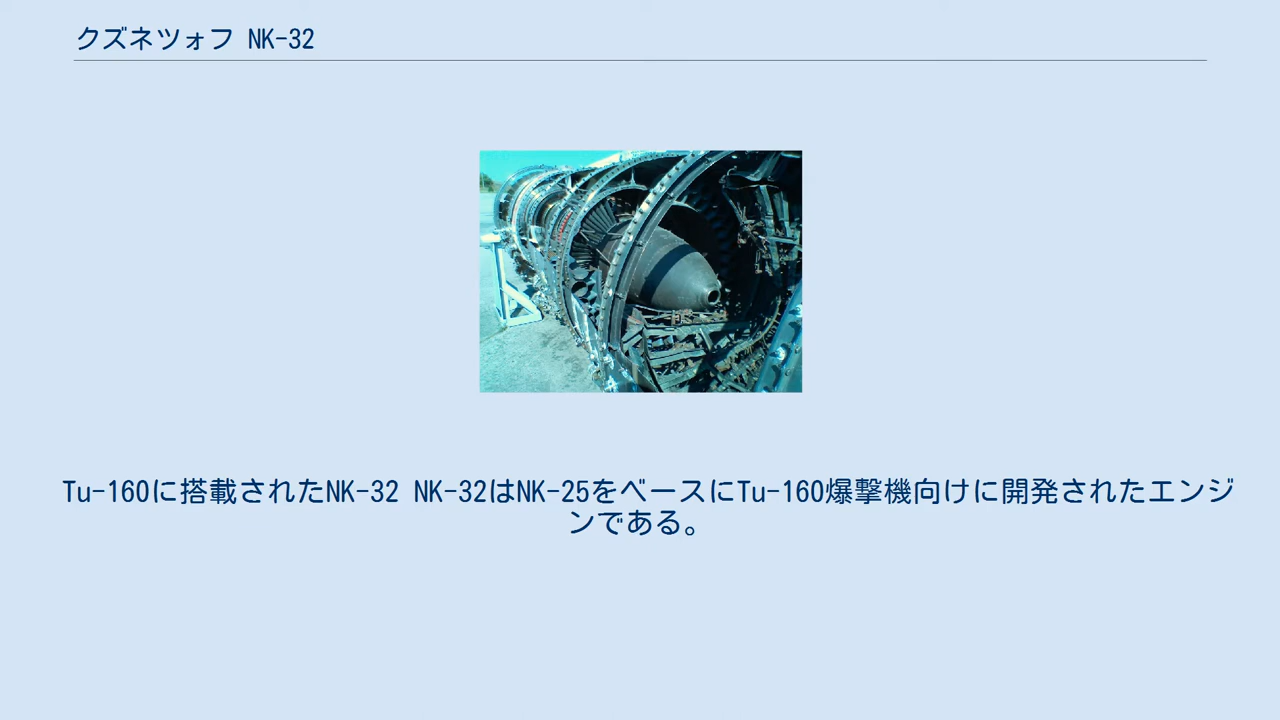 クズネツォフ NK-32
Tu-160に搭載されたNK-32 NK-32はNK-25をベースにTu-160爆撃機向けに開発されたエンジ
ンである。